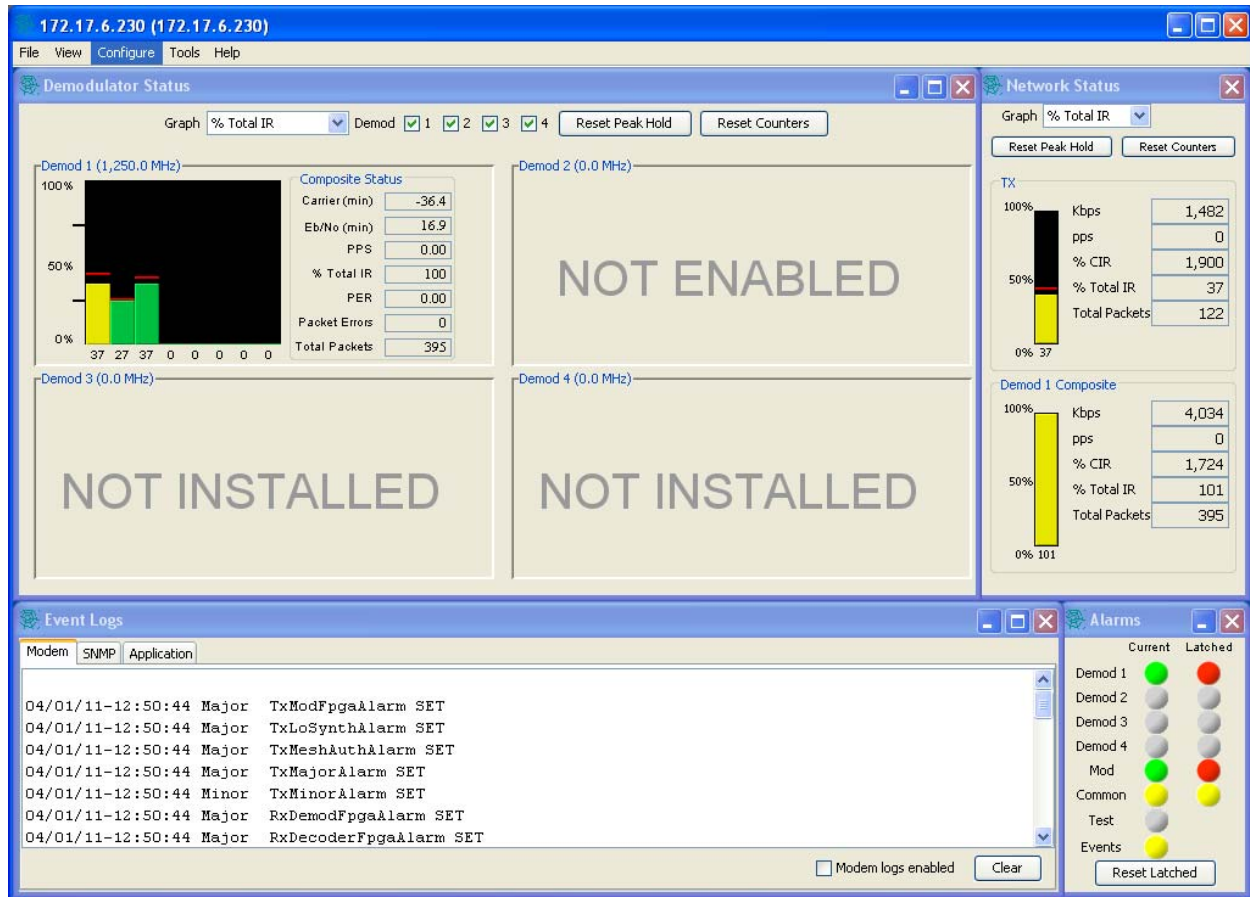 172.17.6.230 (172.17.6.230)
File View Configure Tools Help
Demodulator Status
Graph % Total IR Demod 1 2 3 4 Reset Peak Hold Reset Counters
Demod 1 (1,250.0 MHz)
100%
50%
0%
37 27 37 0 0 0 0 0
Composite Status
Carrier (min) -36.4
Eb/No (min) 16.9
PPS 0.00
% Total IR 100
PER 0.00
Packet Errors 0
Total Packets 395
Demod 2 (0.0 MHz)
NOT ENABLED
Demod 3 (0.0 MHz)
NOT INSTALLED
Demod 4 (0.0 MHz)
NOT INSTALLED
Network Status
Graph % Total IR
Reset Peak Hold Reset Counters
TX
100%
50%
0% 37
Kbps 1,482
pps 0
% CIR 1,900
% Total IR 37
Total Packets 122
Demod 1 Composite
100%
50%
0% 101
Kbps 4,034
pps 0
% CIR 1,724
% Total IR 101
Total Packets 395
Event Logs
Modem SNMP Application
04/01/11-12:50:44 Major TxModFpgaAlarm SET
04/01/11-12:50:44 Major TxLoSynthAlarm SET
04/01/11-12:50:44 Major TxMeshAuthAlarm SET
04/01/11-12:50:44 Major TxMajorAlarm SET
04/01/11-12:50:44 Minor TxMinorAlarm SET
04/01/11-12:50:44 Major RxDemodFpgaAlarm SET
04/01/11-12:50:44 Major RxDecoderFpgaAlarm SET
Modem logs enabled Clear
Alarms
Current Latched
Demod 1
Demod 2
Demod 3
Demod 4
Mod
Common
Test
Events
Reset Latched